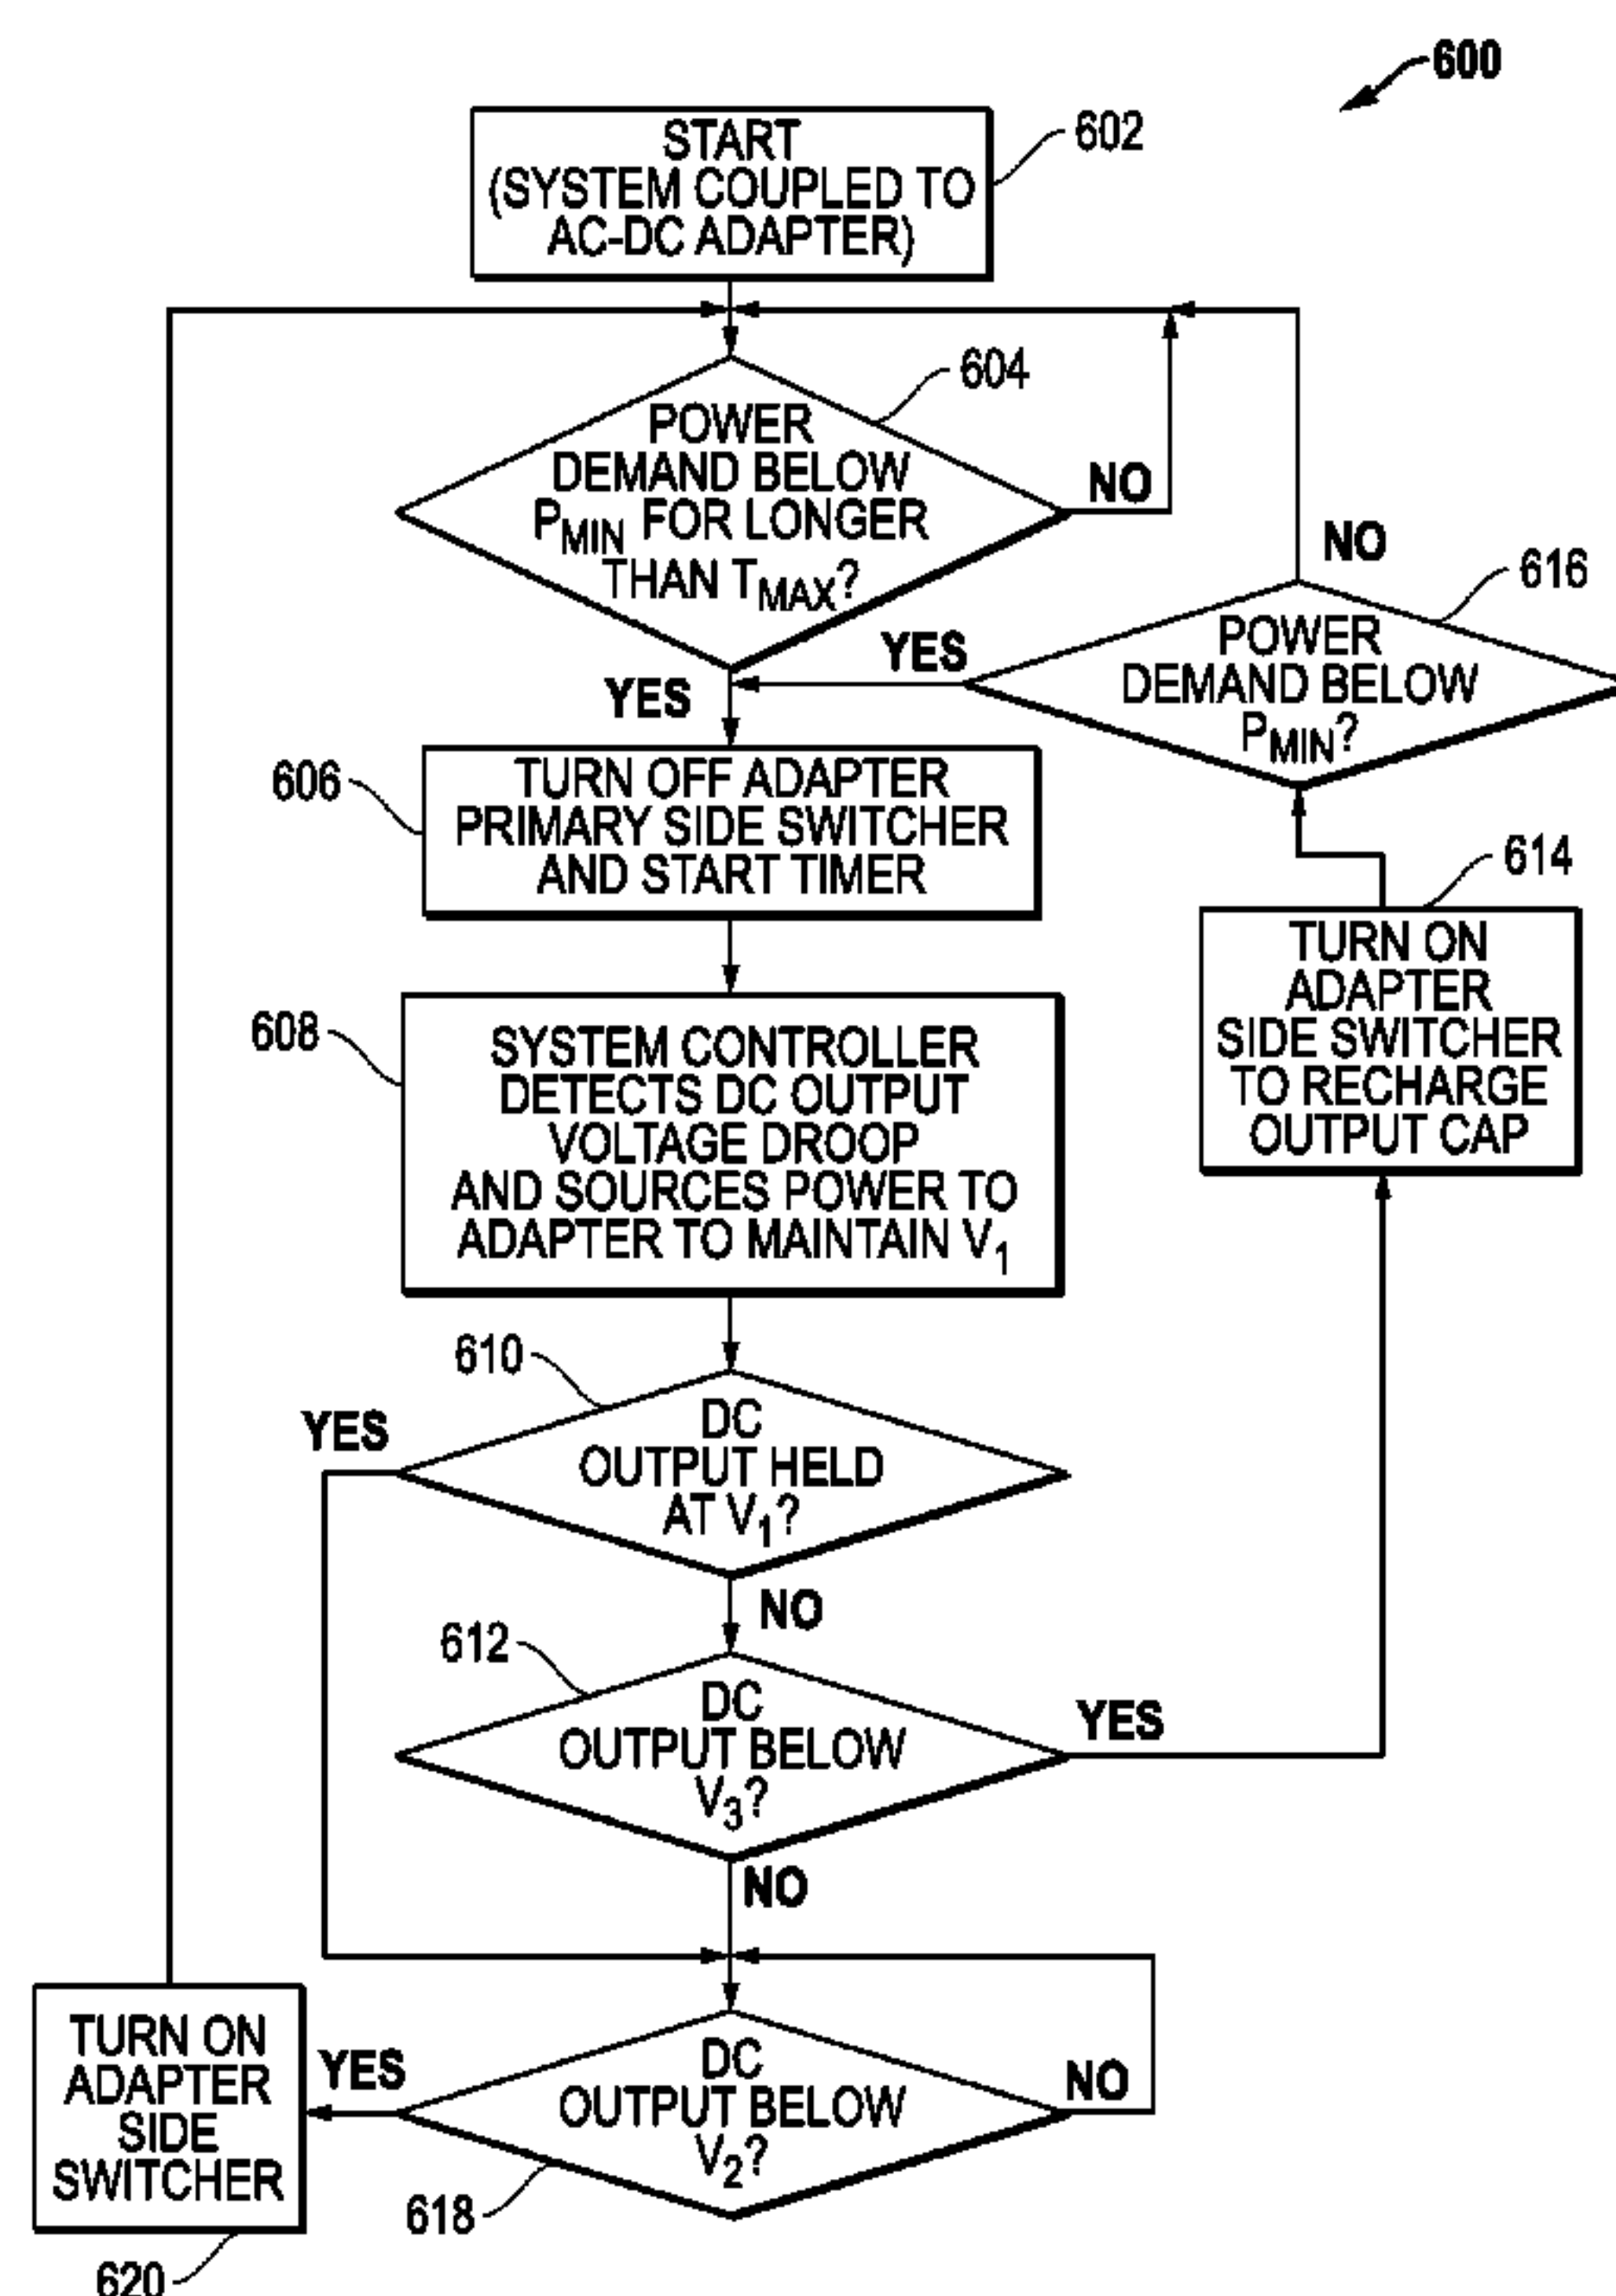 600
START
(SYSTEM COUPLED TO
AC-DC ADAPTER)
602
604
POWER
DEMAND BELOW
PMIN FOR LONGER
THAN TMAX?
NO
NO
616
POWER
DEMAND BELOW
PMIN?
YES
YES
606
TURN OFF ADAPTER
PRIMARY SIDE SWITCHER
AND START TIMER
614
TURN ON
ADAPTER
SIDE SWITCHER
TO RECHARGE
OUTPUT CAP
608
SYSTEM CONTROLLER
DETECTS DC OUTPUT
VOLTAGE DROOP
AND SOURCES POWER TO
ADAPTER TO MAINTAIN V1
610
YES
DC
OUTPUT HELD
AT V1?
NO
612
DC
OUTPUT BELOW
V3?
YES
NO
TURN ON
ADAPTER
SIDE
SWITCHER
YES
DC
OUTPUT BELOW
V2?
NO
618
620